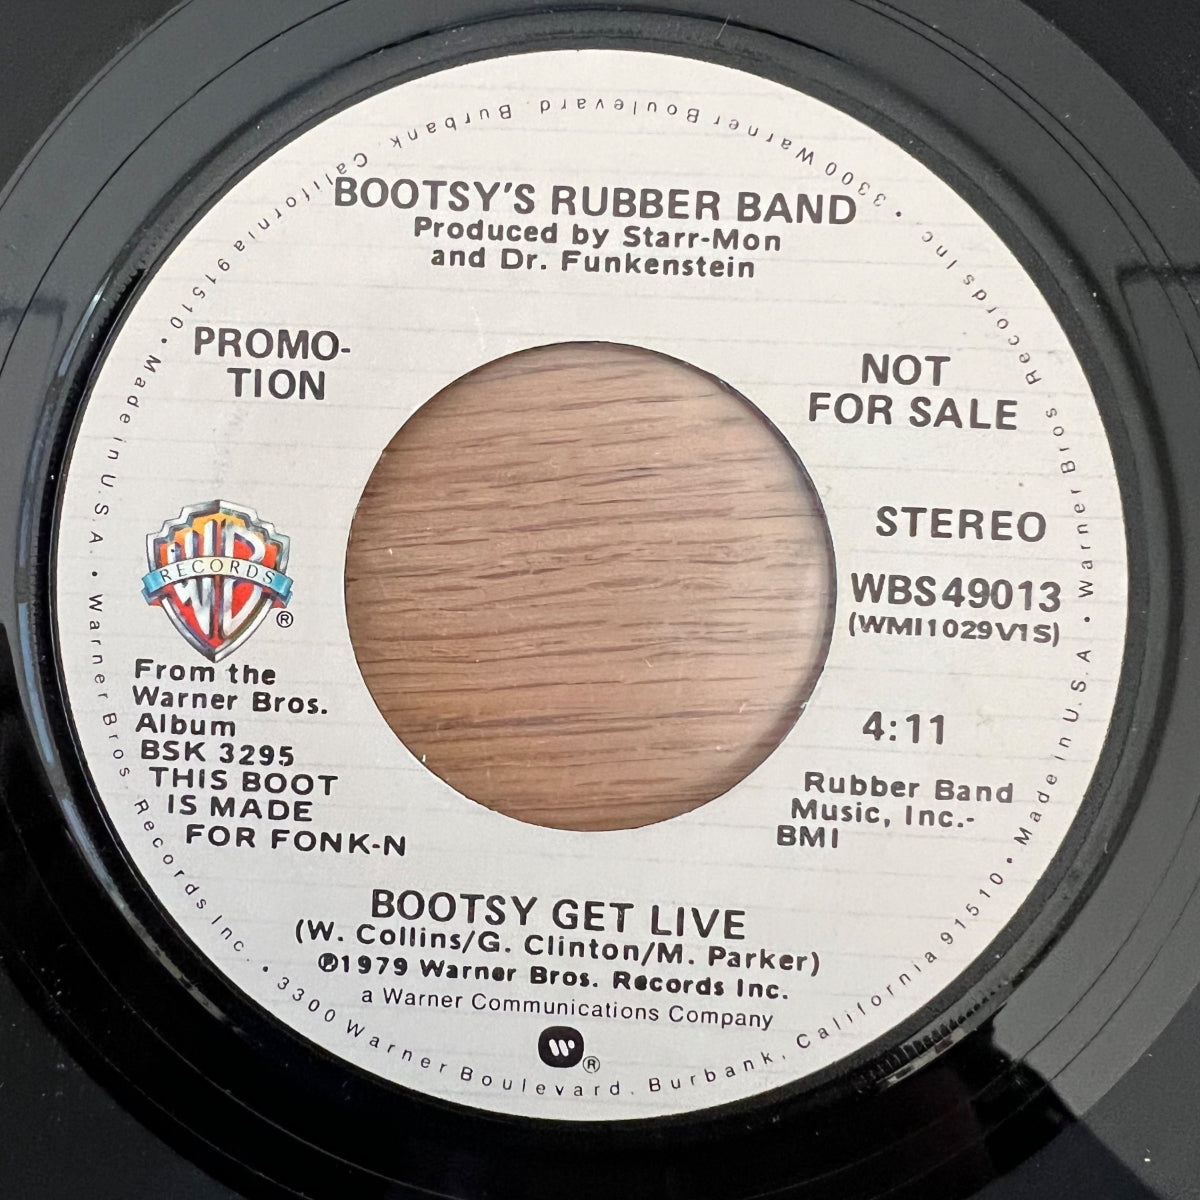 BOOTSY'S RUBBER BAND
Produced by Starr-Mon
and Dr. Funkenstein
PROMO-
TION
NOT
FOR SALE
STEREO
WBS 49013
(WMI1029V1S)
4:11
Rubber Band
Music, Inc.-
BMI
WB
RECORDS
®
From the
Warner Bros.
Album
BSK 3295
THIS BOOT
IS MADE
FOR FONK-N
BOOTSY GET LIVE
(W. Collins/G. Clinton/M. Parker)
℗1979 Warner Bros. Records Inc.
a Warner Communications Company
W ®
Warner Bros. Records Inc. • 3300 Warner Boulevard. Burbank, California 91510 • Made in U.S.A. •
Warner Bros. Records Inc. • 3300 Warner Boulevard. Burbank. California 91510 • Made in U.S.A. •